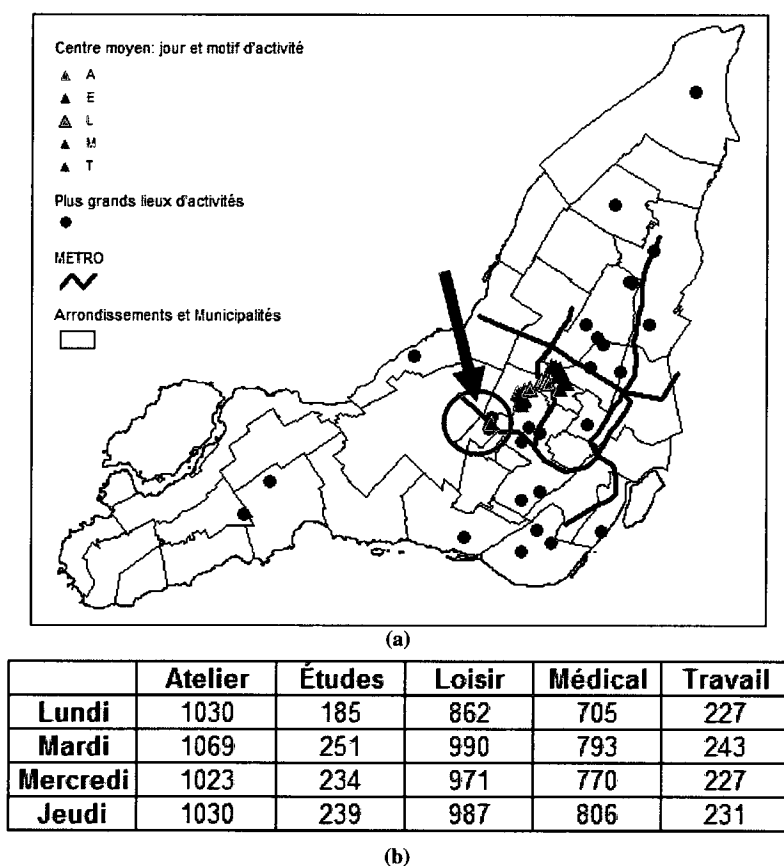 Centre moyen: jour et motif d'activité
A
E
L
M
T
Plus grands lieux d'activités
METRO
Arrondissements et Municipalités
(a)
Atelier Études Loisir Médical Travail
Lundi 1030 185 862 705 227
Mardi 1069 251 990 793 243
Mercredi 1023 234 971 770 227
Jeudi 1030 239 987 806 231
(b)